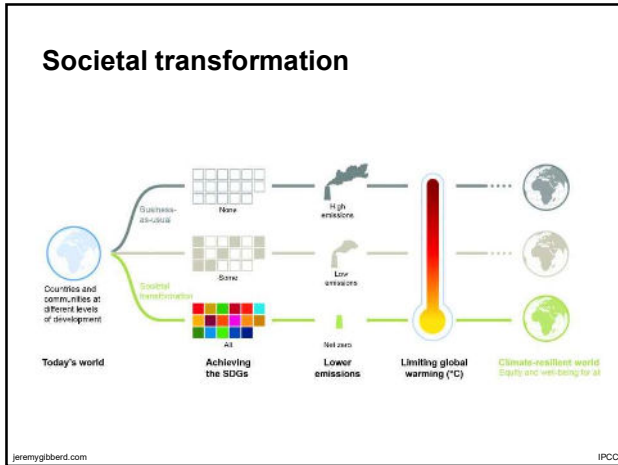 Societal transformation
Business-
as-usual
None
High
emissions
Some
Low
emissions
Countries and
communities at
different levels
of development
Societal
transformation
All
Net zero
Today's world
Achieving
the SDGs
Lower
emissions
Limiting global
warming (°C)
Climate-resilient world
Equity and well-being for all
jeremygibberd.com
IPCC